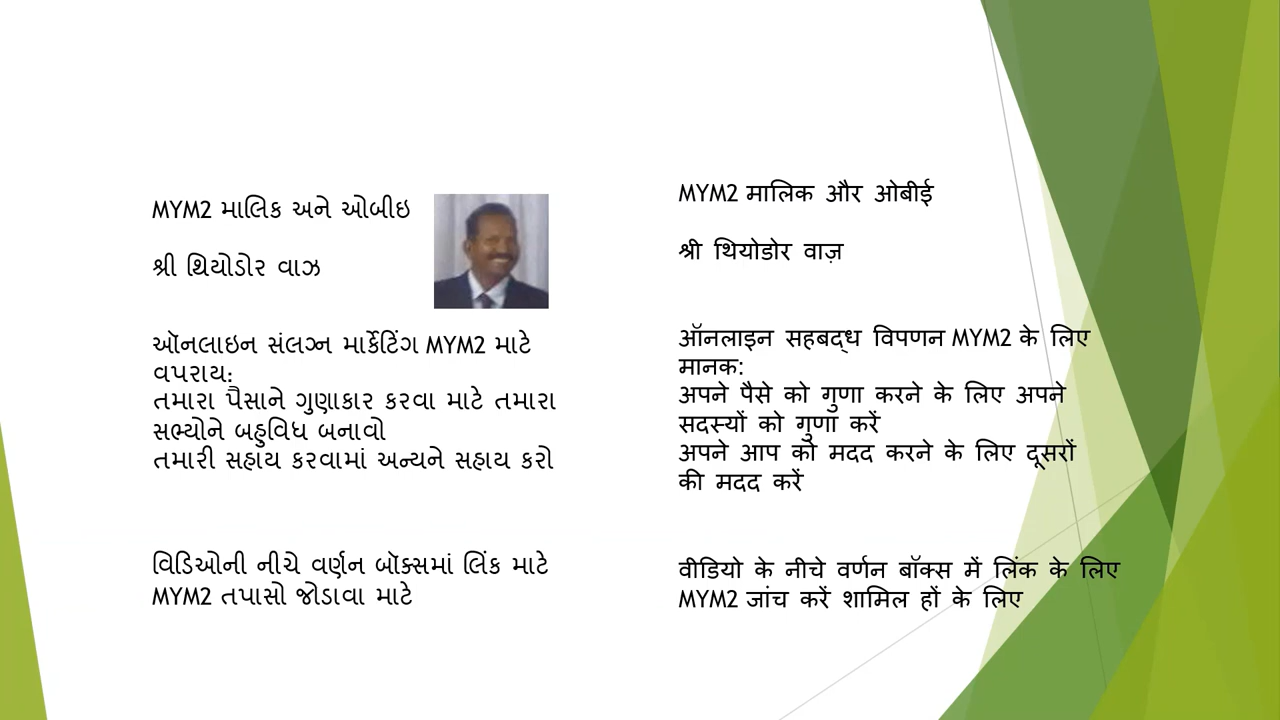 MYM2 માલિક અને ઓબીઇ
શ્રી થિયોડોર વાઝ
ઑનલાઇન સંલગ્ન માર્કેટિંગ MYM2 માટે
વપરાય:
તમારા પૈસાને ગુણાકાર કરવા માટે તમારા
સભ્યોને બહુવિધ બનાવો
તમારી સહાય કરવામાં અન્યને સહાય કરો
વિડિઓની નીચે વર્ણન બૉક્સમાં લિંક માટે
MYM2 તપાસો જોડાવા માટે
MYM2 मालिक और ओबीई
श्री थियोडोर वाज़
ऑनलाइन सहबद्ध विपणन MYM2 के लिए
मानक:
अपने पैसे को गुणा करने के लिए अपने
सदस्यों को गुणा करें
अपने आप को मदद करने के लिए दूसरों
की मदद करें
वीडियो के नीचे वर्णन बॉक्स में लिंक के लिए
MYM2 जांच करें शामिल हों के लिए